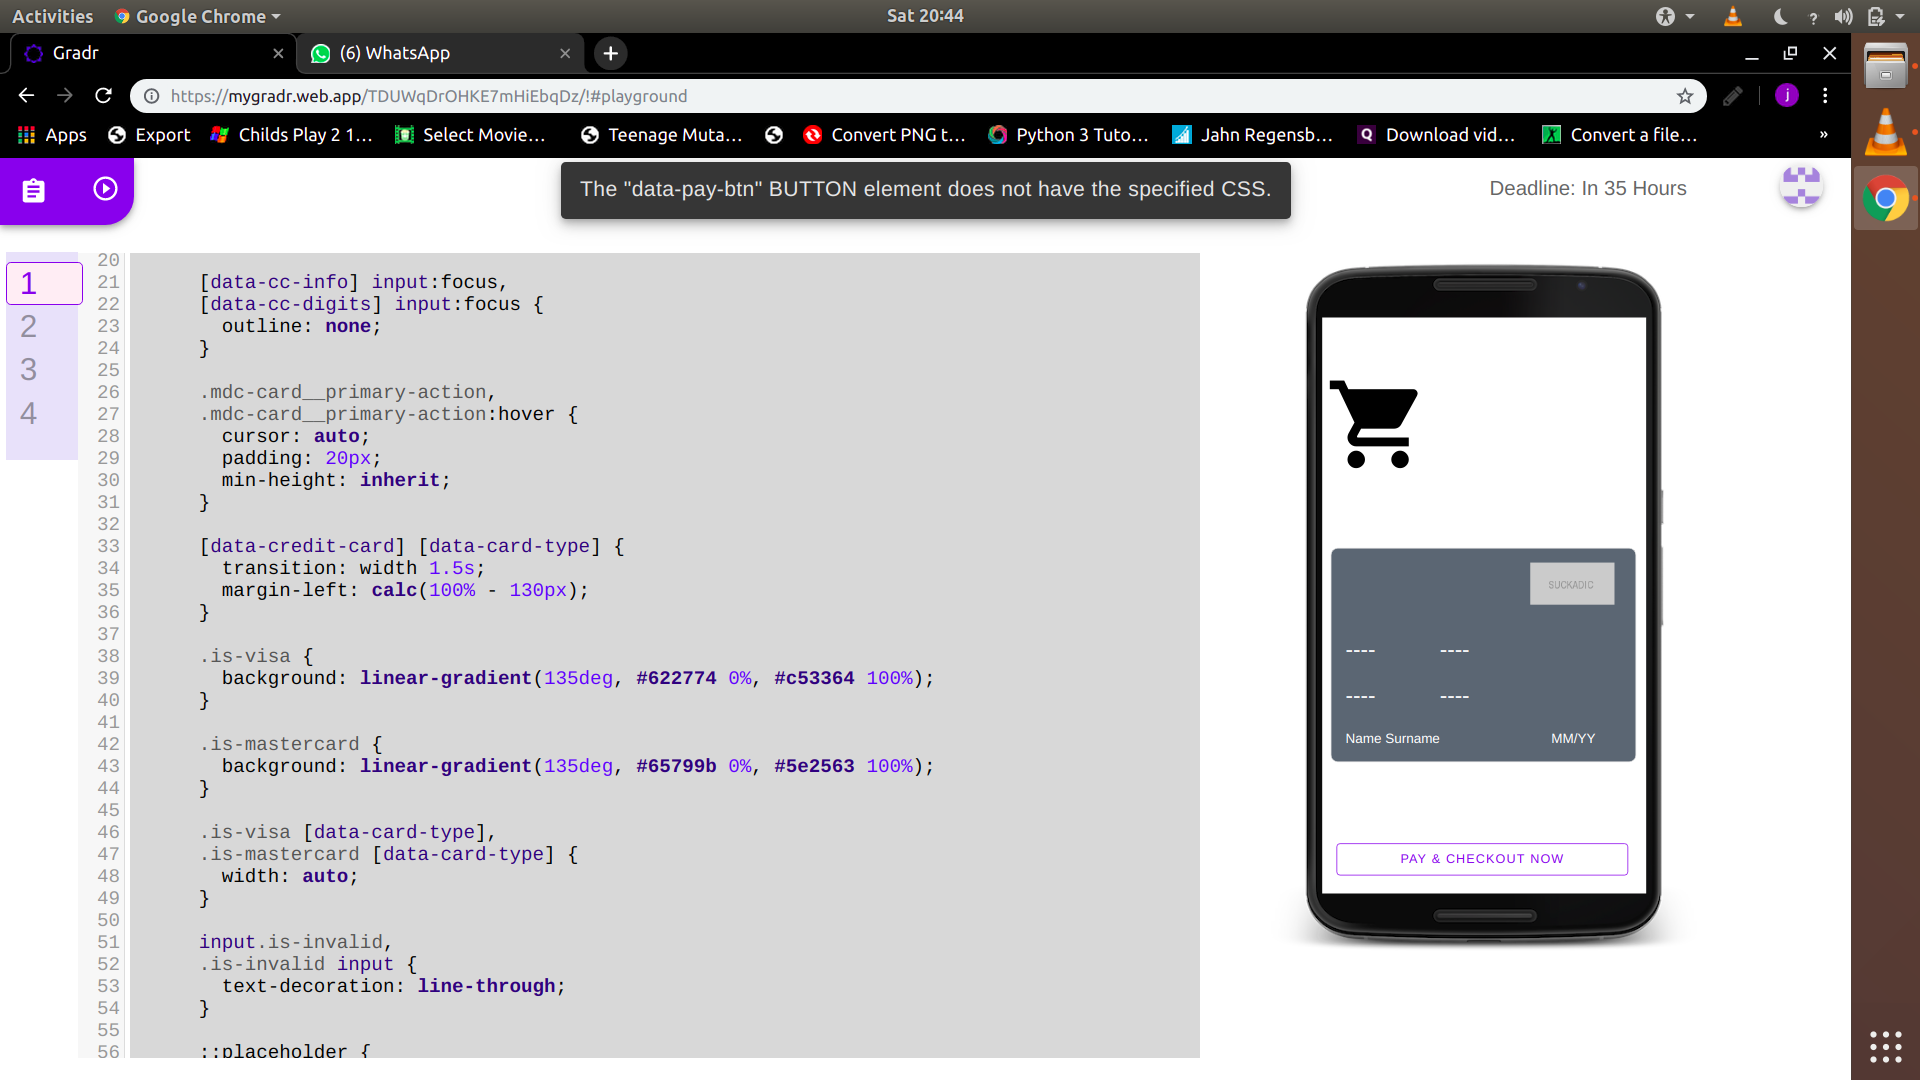 Activities
Google Chrome
Sat 20:44
?
Gradr
(6) WhatsApp
https://mygradr.web.app/TDUWqDrOHKE7mHiEbqDz/!#playground
j
Apps
Export
Childs Play 2 1...
Select Movie...
Teenage Muta...
Convert PNG t...
Python 3 Tuto...
Jahn Regensb...
Q
Download vid...
Convert a file...
»
The "data-pay-btn" BUTTON element does not have the specified CSS.
Deadline: In 35 Hours
1
2
3
4
20
21 [data-cc-info] input:focus,
22 [data-cc-digits] input:focus {
23 outline: none;
24 }
25
26 .mdc-card__primary-action,
27 .mdc-card__primary-action:hover {
28 cursor: auto;
29 padding: 20px;
30 min-height: inherit;
31 }
32
33 [data-credit-card] [data-card-type] {
34 transition: width 1.5s;
35 margin-left: calc(100% - 130px);
36 }
37
38 .is-visa {
39 background: linear-gradient(135deg, #622774 0%, #c53364 100%);
40 }
41
42 .is-mastercard {
43 background: linear-gradient(135deg, #65799b 0%, #5e2563 100%);
44 }
45
46 .is-visa [data-card-type],
47 .is-mastercard [data-card-type] {
48 width: auto;
49 }
50
51 input.is-invalid,
52 .is-invalid input {
53 text-decoration: line-through;
54 }
55
56 ::placeholder {
SUCKADIC
---- ----
---- ----
Name Surname MM/YY
PAY & CHECKOUT NOW